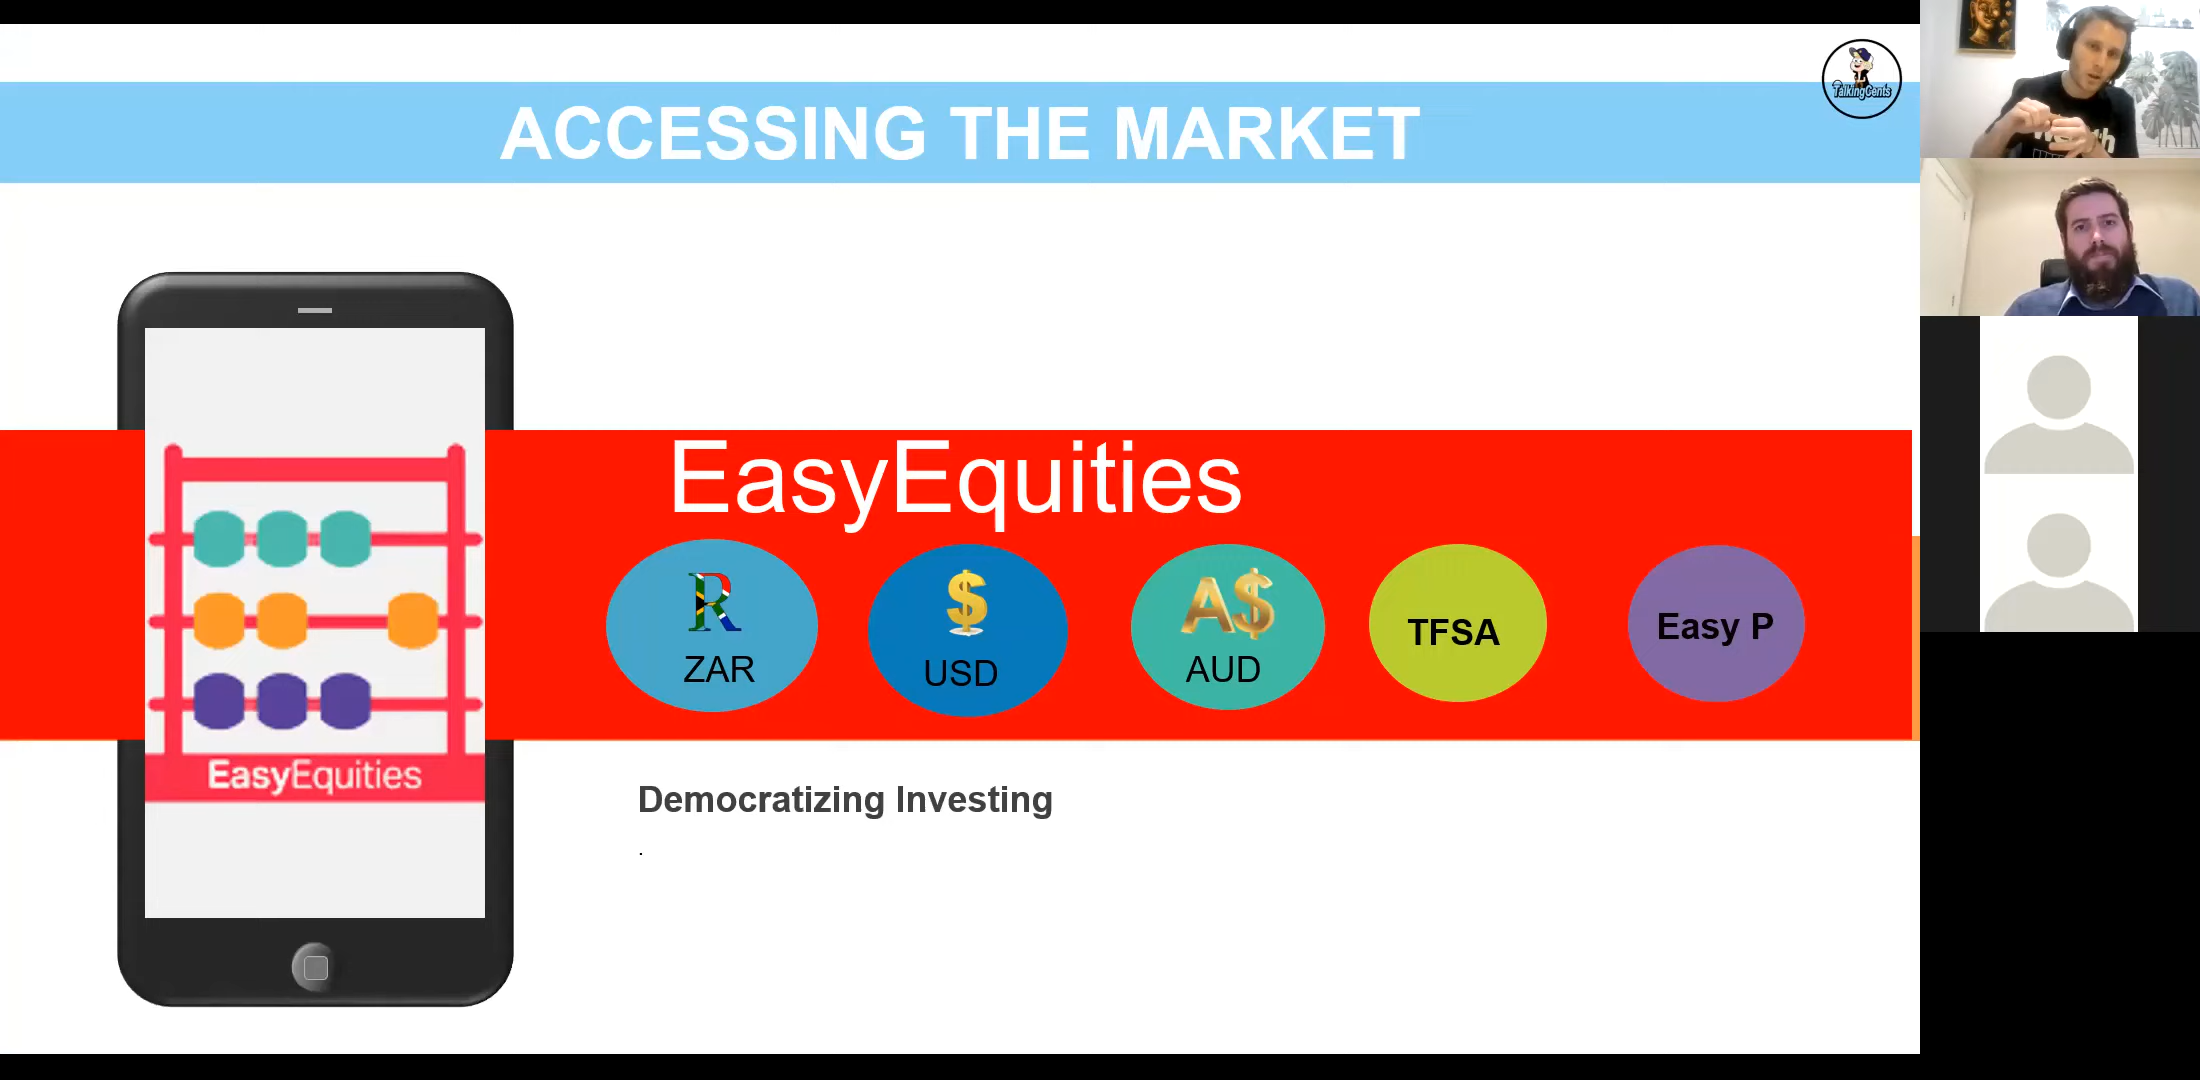 ACCESSING THE MARKET
TalkingCents
EasyEquities
R
ZAR
$
USD
A$
AUD
TFSA
Easy P
EasyEquities
Democratizing Investing
.